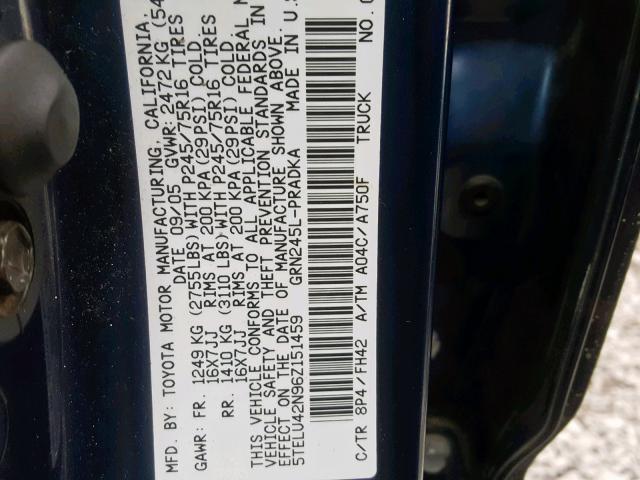 MFD. BY: TOYOTA MOTOR MANUFACTURING, CALIFORNIA,
DATE 09/05 GVWR: 2472 KG (54
GAWR: FR. 1249 KG (2755LBS) WITH P245/75R16 TIRES
16X7JJ RIMS AT 200 KPA (29PSI) COLD.
RR. 1410 KG (3110 LBS) WITH P245/75R16 TIRES
16X7JJ RIMS AT 200 KPA (29PSI) COLD.
THIS VEHICLE CONFORMS TO ALL APPLICABLE FEDERAL M
VEHICLE SAFETY AND THEFT PREVENTION STANDARDS IN
EFFECT ON THE DATE OF MANUFACTURE SHOWN ABOVE.
5TELU42N96Z151459 GRN245L-PRADKA MADE IN U.S
C/TR 8P4/FH42 A/TM A04C/A750F TRUCK NO.